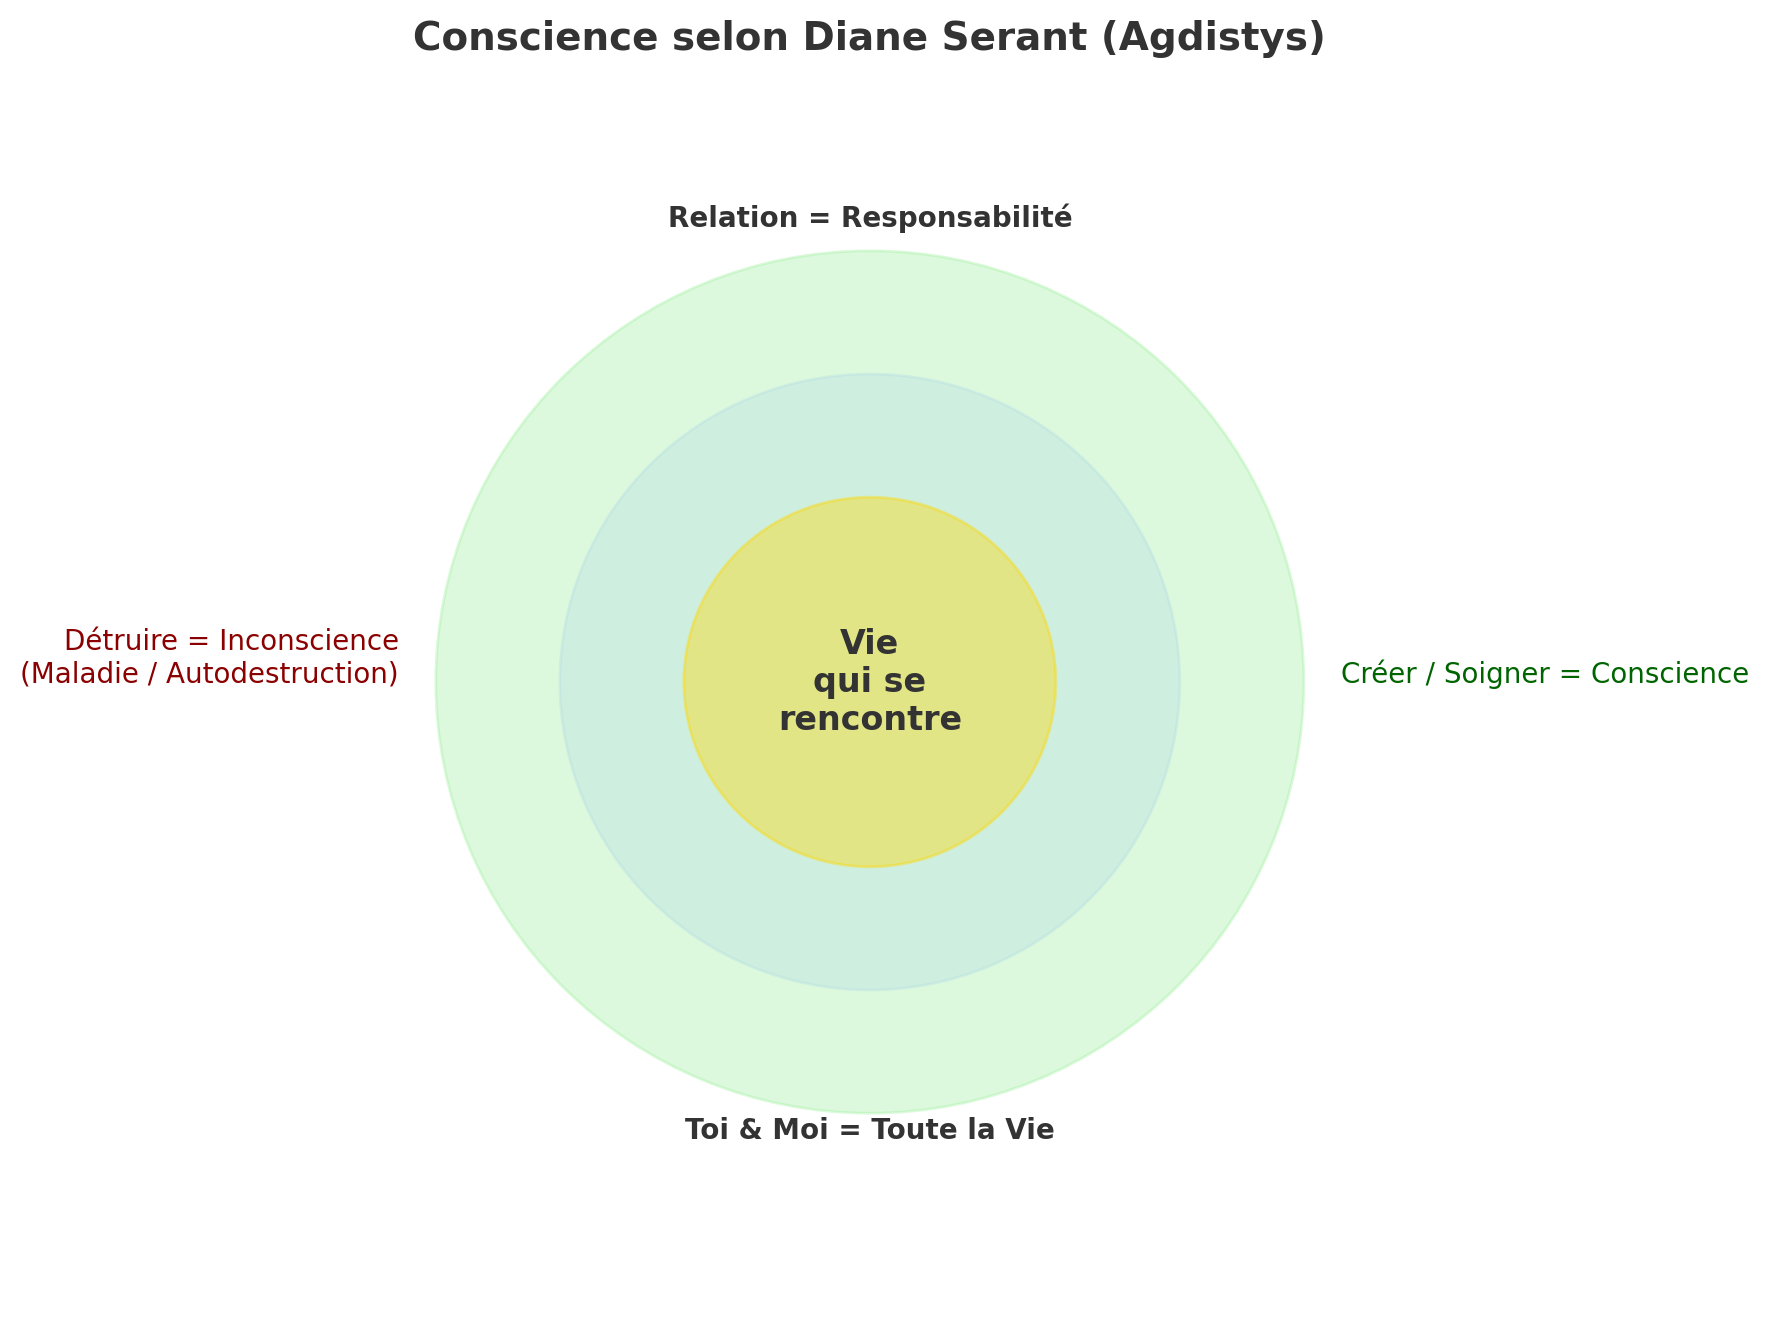 Conscience selon Diane Serant (Agdistys)
Relation = Responsabilité
Détruire = Inconscience
(Maladie / Autodestruction)
Vie
qui se
rencontre
Créer / Soigner = Conscience
Toi & Moi = Toute la Vie